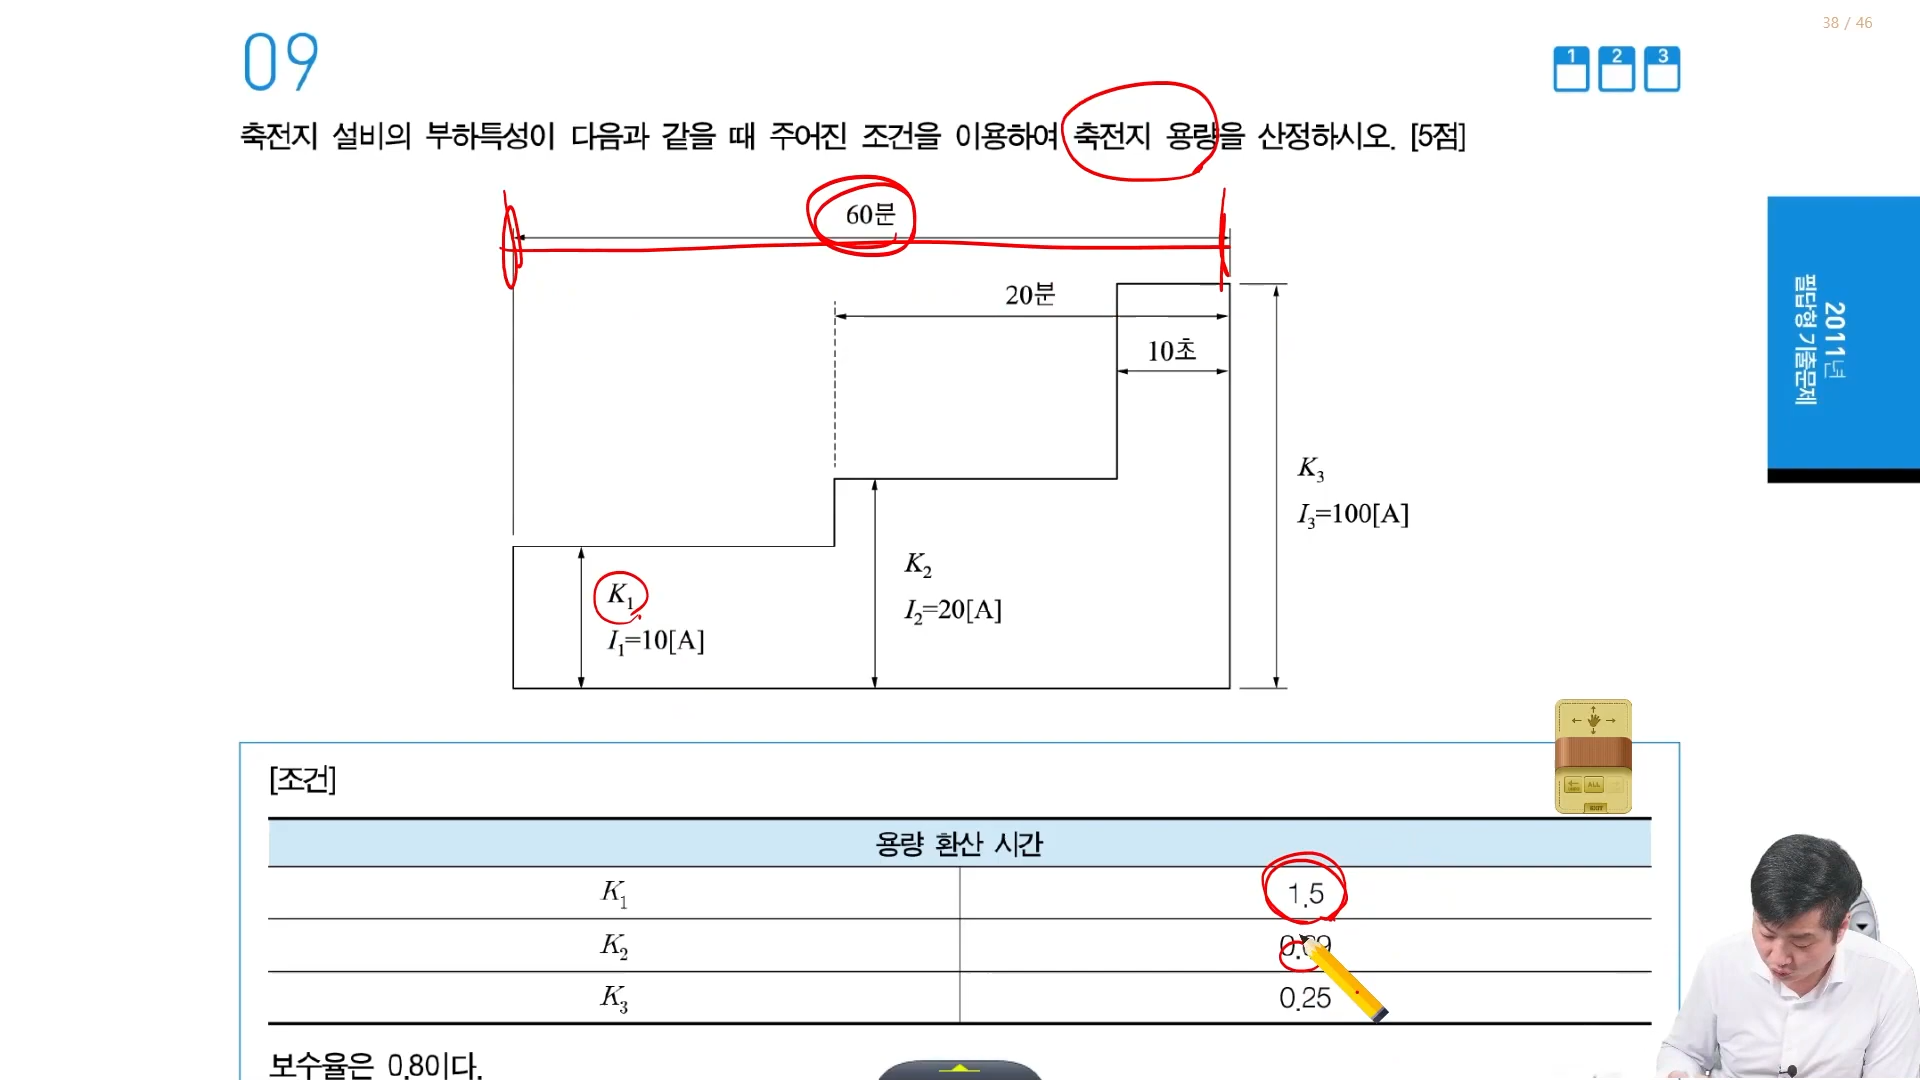 38 / 46
09
1 2 3
축전지 설비의 부하특성이 다음과 같을 때 주어진 조건을 이용하여 축전지 용량을 산정하시오. [5점]
60분
20분
10초
K3
I3=100[A]
K2
I2=20[A]
K1
I1=10[A]
2011년
필답형 기출문제
[조건]
용량 환산 시간
K1 1.5
K2
K3 0.25
보수율은 0.8이다.
ALL
EXIT